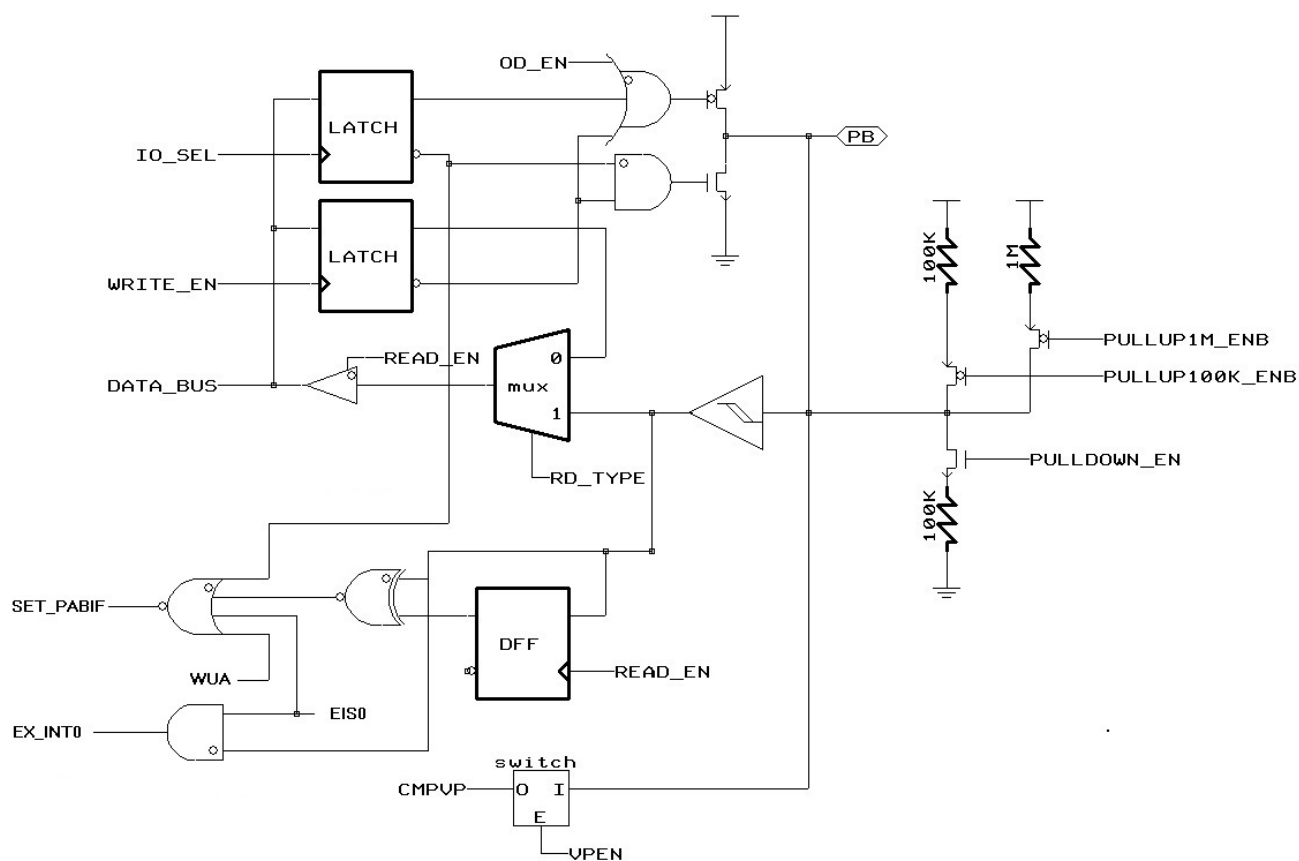 OD_EN
LATCH
PB
IO_SEL
LATCH
100K
1M
WRITE_EN
0
READ_EN
PULLUP1M_ENB
DATA_BUS
mux
PULLUP100K_ENB
1
RD_TYPE
PULLDOWN_EN
100K
SET_PABIF
DFF
READ_EN
WUA
EIS0
EX_INT0
switch
CMPVP
O I
E
VPEN